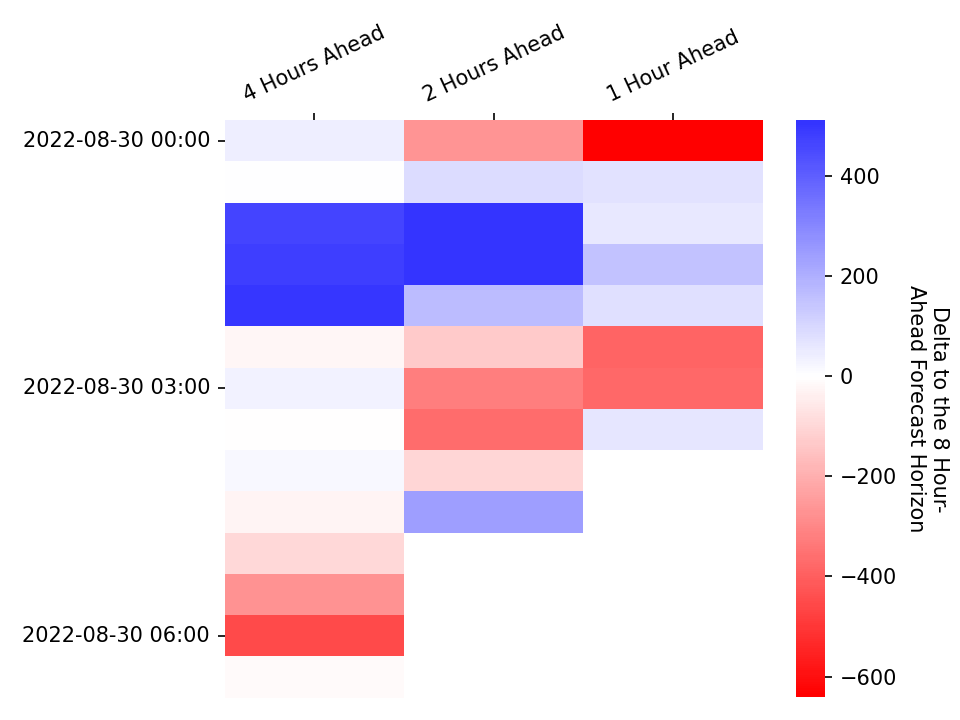 4 Hours Ahead
2 Hours Ahead
1 Hour Ahead
2022-08-30 00:00
2022-08-30 03:00
2022-08-30 06:00
400
200
0
−200
−400
−600
Delta to the 8 Hour-
Ahead Forecast Horizon